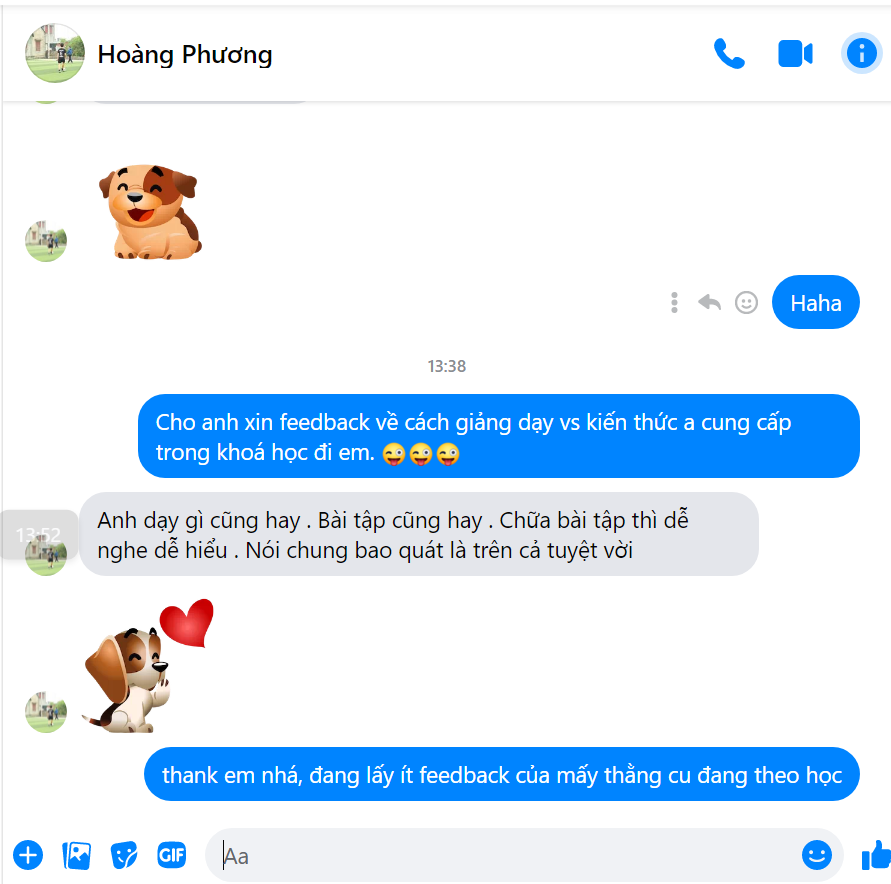 Hoàng Phương
Haha
13:38
Cho anh xin feedback về cách giảng dạy vs kiến thức a cung cấp
trong khoá học đi em. 😜😜😜
13:52
Anh dạy gì cũng hay . Bài tập cũng hay . Chữa bài tập thì dễ
nghe dễ hiểu . Nói chung bao quát là trên cả tuyệt vời
thank em nhá, đang lấy ít feedback của mấy thằng cu đang theo học
GIF
Aa